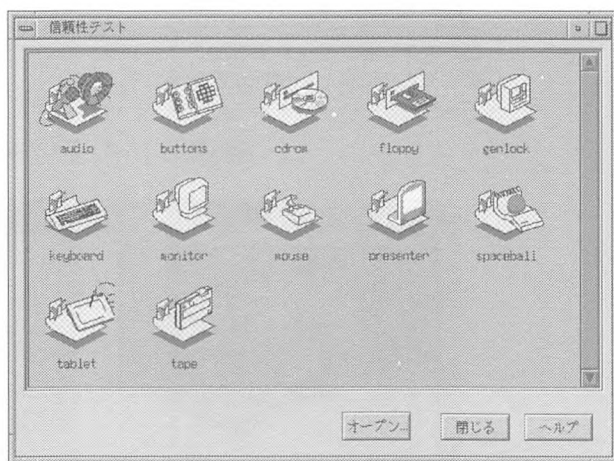 信頼性テスト
audio buttons cdrom floppy genlock
keyboard monitor mouse presenter spaceball
tablet tape
オープン... 閉じる ヘルプ